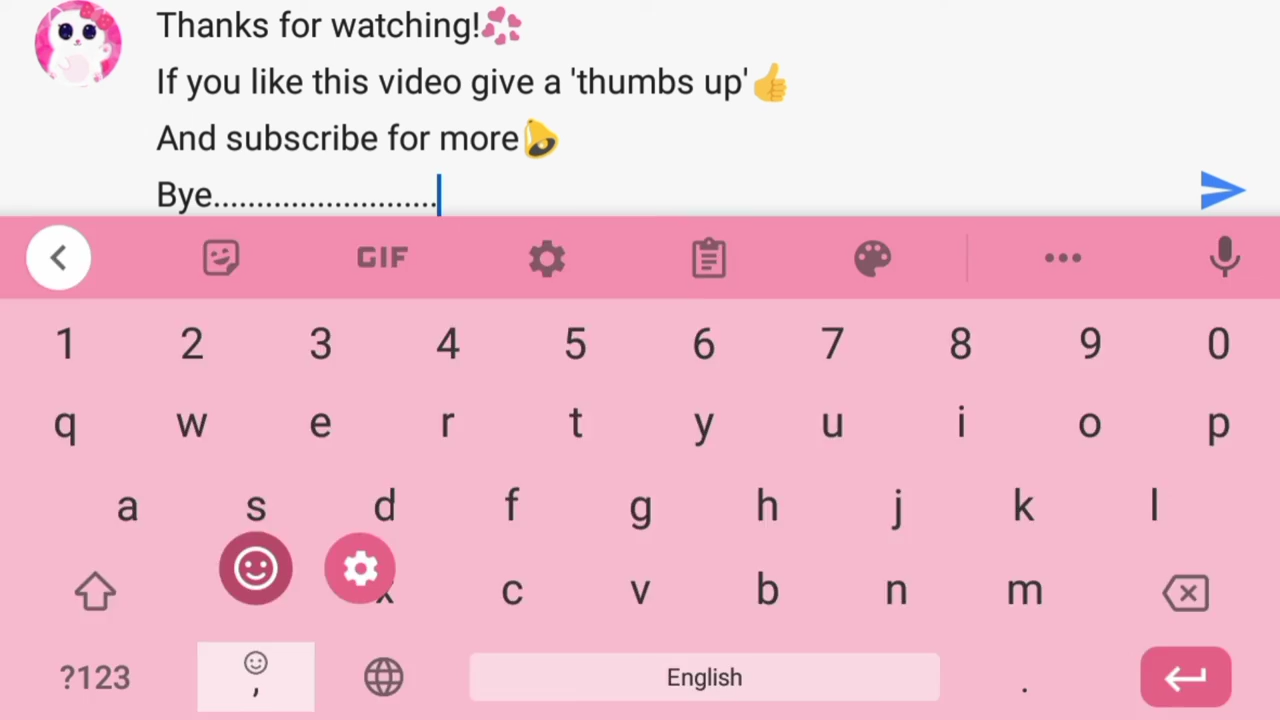 Thanks for watching!💞
If you like this video give a 'thumbs up'👍
And subscribe for more🔔
Bye..........................
GIF
1 2 3 4 5 6 7 8 9 0
q w e r t y u i o p
a s d f g h j k l
x c v b n m
?123 , English .